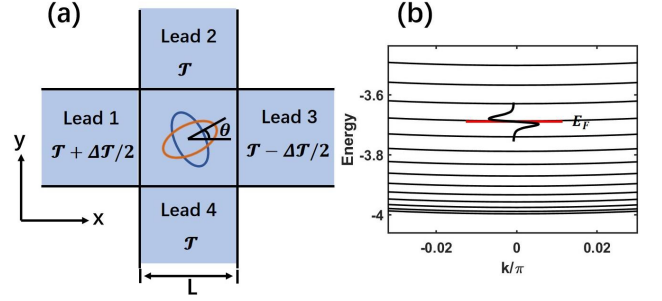 (a)
Lead 2
𝒯
Lead 1
𝒯 + Δ𝒯/2
θ
Lead 3
𝒯 − Δ𝒯/2
Lead 4
𝒯
y
x
L
(b)
Energy
-3.6
-3.8
-4
E_F
-0.02
0
0.02
k/π